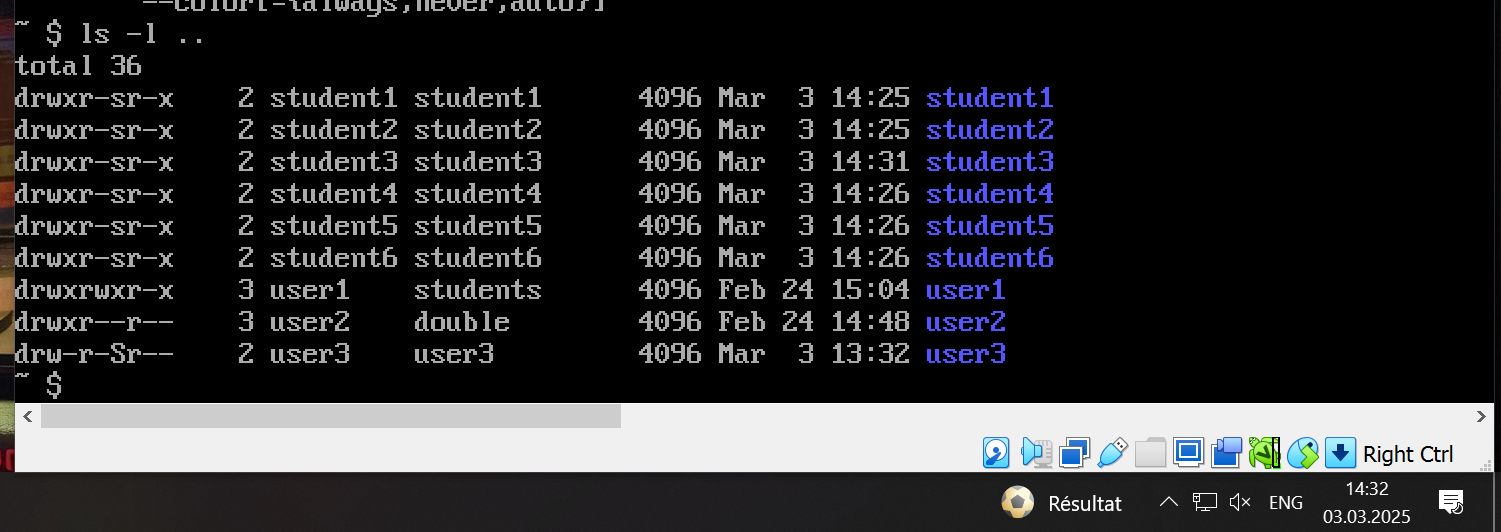 --color[={always,never,auto}]
~ $ ls -l ..
total 36
drwxr-sr-x    2 student1 student1      4096 Mar  3 14:25 student1
drwxr-sr-x    2 student2 student2      4096 Mar  3 14:25 student2
drwxr-sr-x    2 student3 student3      4096 Mar  3 14:31 student3
drwxr-sr-x    2 student4 student4      4096 Mar  3 14:26 student4
drwxr-sr-x    2 student5 student5      4096 Mar  3 14:26 student5
drwxr-sr-x    2 student6 student6      4096 Mar  3 14:26 student6
drwxrwxr-x    3 user1    students      4096 Feb 24 15:04 user1
drwxr--r--    3 user2    double        4096 Feb 24 14:48 user2
drw-r-Sr--    2 user3    user3         4096 Mar  3 13:32 user3
~ $
Right Ctrl
Résultat ENG 14:32
03.03.2025